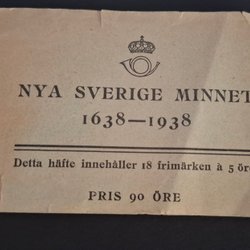 NYA SVERIGE MINNET
1638—1938
Detta häfte innehåller 18 frimärken à 5 öre
PRIS 90 ÖRE